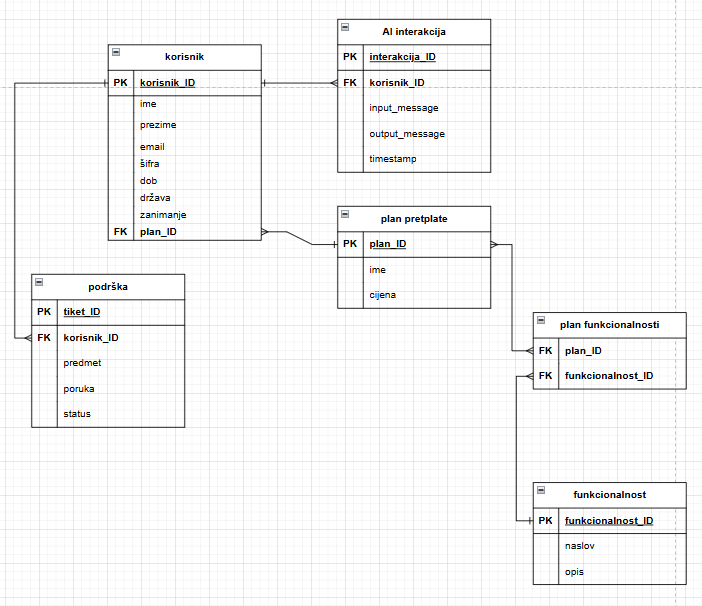 korisnik
PK korisnik_ID
ime
prezime
email
šifra
dob
država
zanimanje
FK plan_ID
AI interakcija
PK interakcija_ID
FK korisnik_ID
input_message
output_message
timestamp
plan pretplate
PK plan_ID
ime
cijena
podrška
PK tiket_ID
FK korisnik_ID
predmet
poruka
status
plan funkcionalnosti
FK plan_ID
FK funkcionalnost_ID
funkcionalnost
PK funkcionalnost_ID
naslov
opis